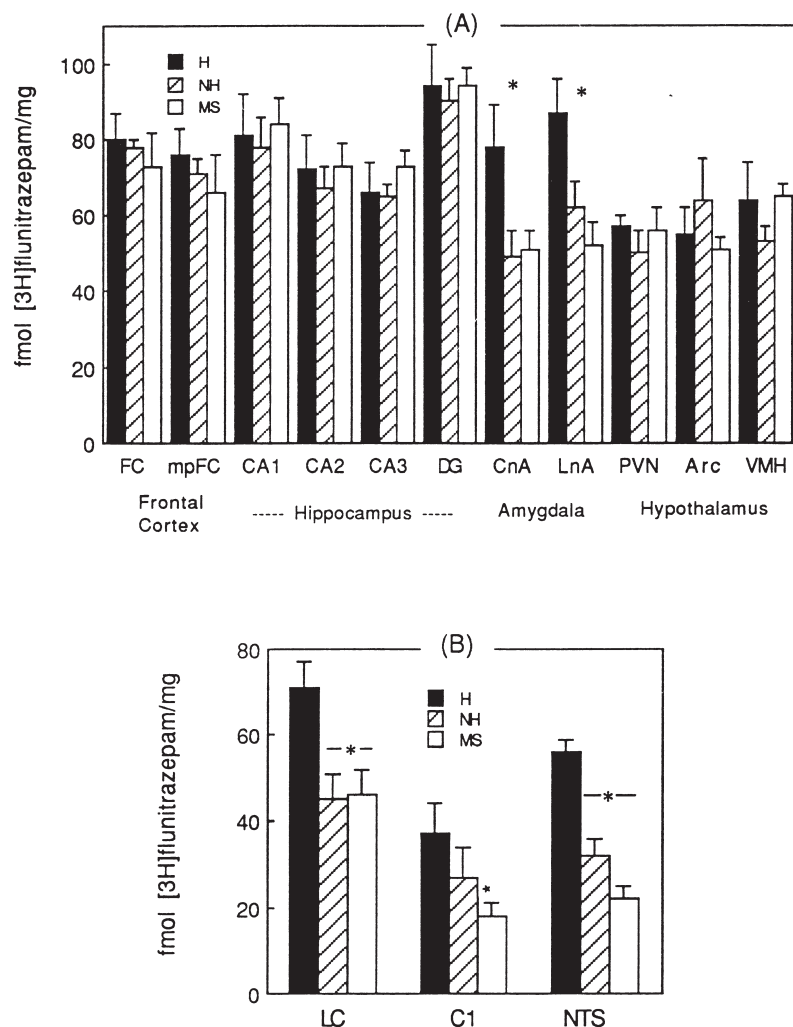 (A)
fmol [3H]flunitrazepam/mg
100
80
60
40
20
0
H
NH
MS
* *
FC mpFC CA1 CA2 CA3 DG CnA LnA PVN Arc VMH
Frontal Cortex ----- Hippocampus ----- Amygdala Hypothalamus
(B)
fmol [3H]flunitrazepam/mg
80
60
40
20
0
H
NH
MS
—*— * —*—
LC C1 NTS